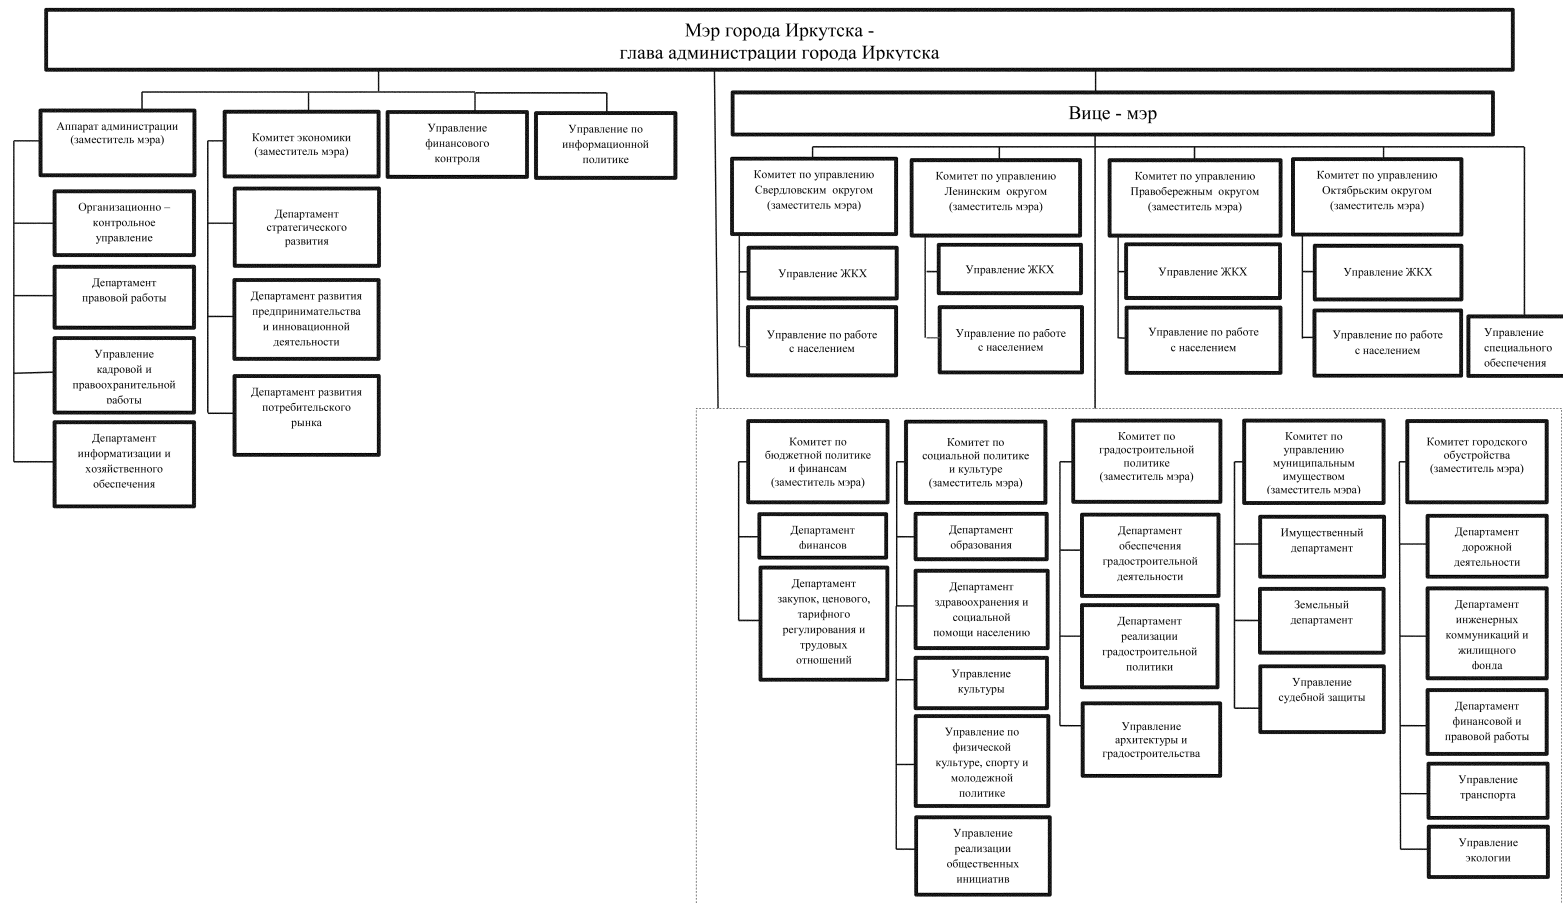 Мэр города Иркутска -
глава администрации города Иркутска
Аппарат администрации
(заместитель мэра)
Организационно –
контрольное
управление
Департамент
правовой работы
Управление
кадровой и
правоохранительной
работы
Департамент
информатизации и
хозяйственного
обеспечения
Комитет экономики
(заместитель мэра)
Департамент
стратегического
развития
Департамент развития
предпринимательства
и инновационной
деятельности
Департамент развития
потребительского
рынка
Управление
финансового
контроля
Управление по
информационной
политике
Вице - мэр
Комитет по управлению
Свердловским округом
(заместитель мэра)
Управление ЖКХ
Управление по работе
с населением
Комитет по управлению
Ленинским округом
(заместитель мэра)
Управление ЖКХ
Управление по работе
с населением
Комитет по управлению
Правобережным округом
(заместитель мэра)
Управление ЖКХ
Управление по работе
с населением
Комитет по управлению
Октябрьским округом
(заместитель мэра)
Управление ЖКХ
Управление по работе
с населением
Управление
специального
обеспечения
Комитет по
бюджетной политике
и финансам
(заместитель мэра)
Департамент
финансов
Департамент
закупок, ценового,
тарифного
регулирования и
трудовых
отношений
Комитет по
социальной политике
и культуре
(заместитель мэра)
Департамент
образования
Департамент
здравоохранения и
социальной
помощи населению
Управление
культуры
Управление по
физической
культуре, спорту и
молодежной
политике
Управление
реализации
общественных
инициатив
Комитет по
градостроительной
политике
(заместитель мэра)
Департамент
обеспечения
градостроительной
деятельности
Департамент
реализации
градостроительной
политики
Управление
архитектуры и
градостроительства
Комитет по
управлению
муниципальным
имуществом
(заместитель мэра)
Имущественный
департамент
Земельный
департамент
Управление
судебной защиты
Комитет городского
обустройства
(заместитель мэра)
Департамент
дорожной
деятельности
Департамент
инженерных
коммуникаций и
жилищного
фонда
Департамент
финансовой и
правовой работы
Управление
транспорта
Управление
экологии